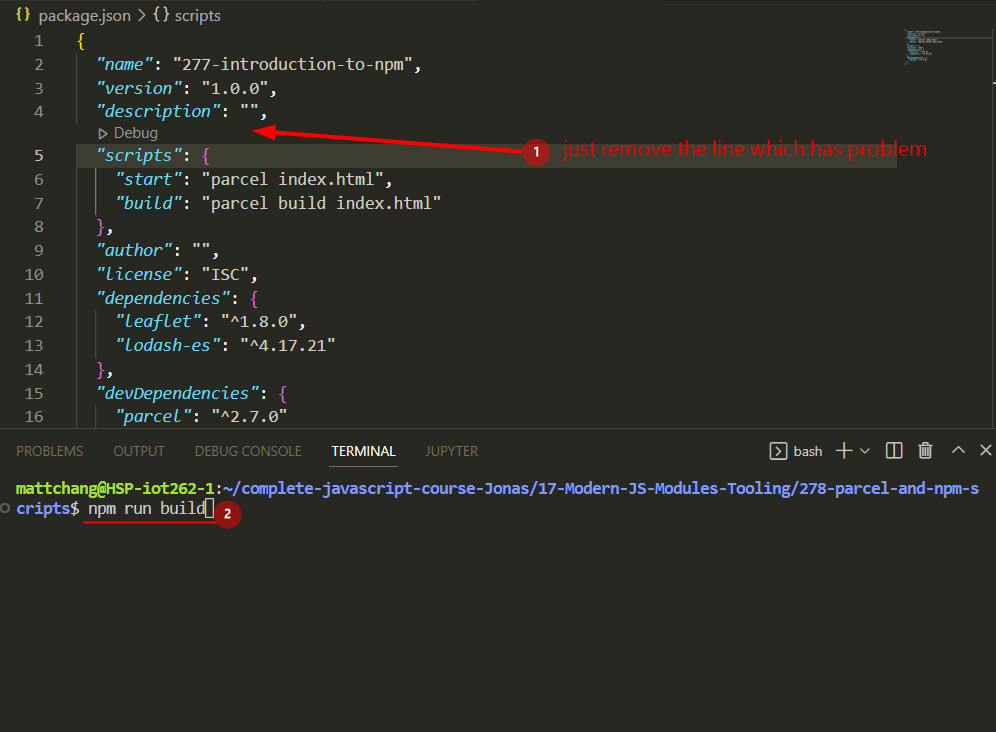 {} package.json > {} scripts
1 {
2 "name": "277-introduction-to-npm",
3 "version": "1.0.0",
4 "description": "",
Debug
5 "scripts": {
1 just remove the line which has problem
6 "start": "parcel index.html",
7 "build": "parcel build index.html"
8 },
9 "author": "",
10 "license": "ISC",
11 "dependencies": {
12 "leaflet": "^1.8.0",
13 "lodash-es": "^4.17.21"
14 },
15 "devDependencies": {
16 "parcel": "^2.7.0"
PROBLEMS OUTPUT DEBUG CONSOLE TERMINAL JUPYTER bash
mattchang@HSP-iot262-1:~/complete-javascript-course-Jonas/17-Modern-JS-Modules-Tooling/278-parcel-and-npm-s
cripts$ npm run build 2